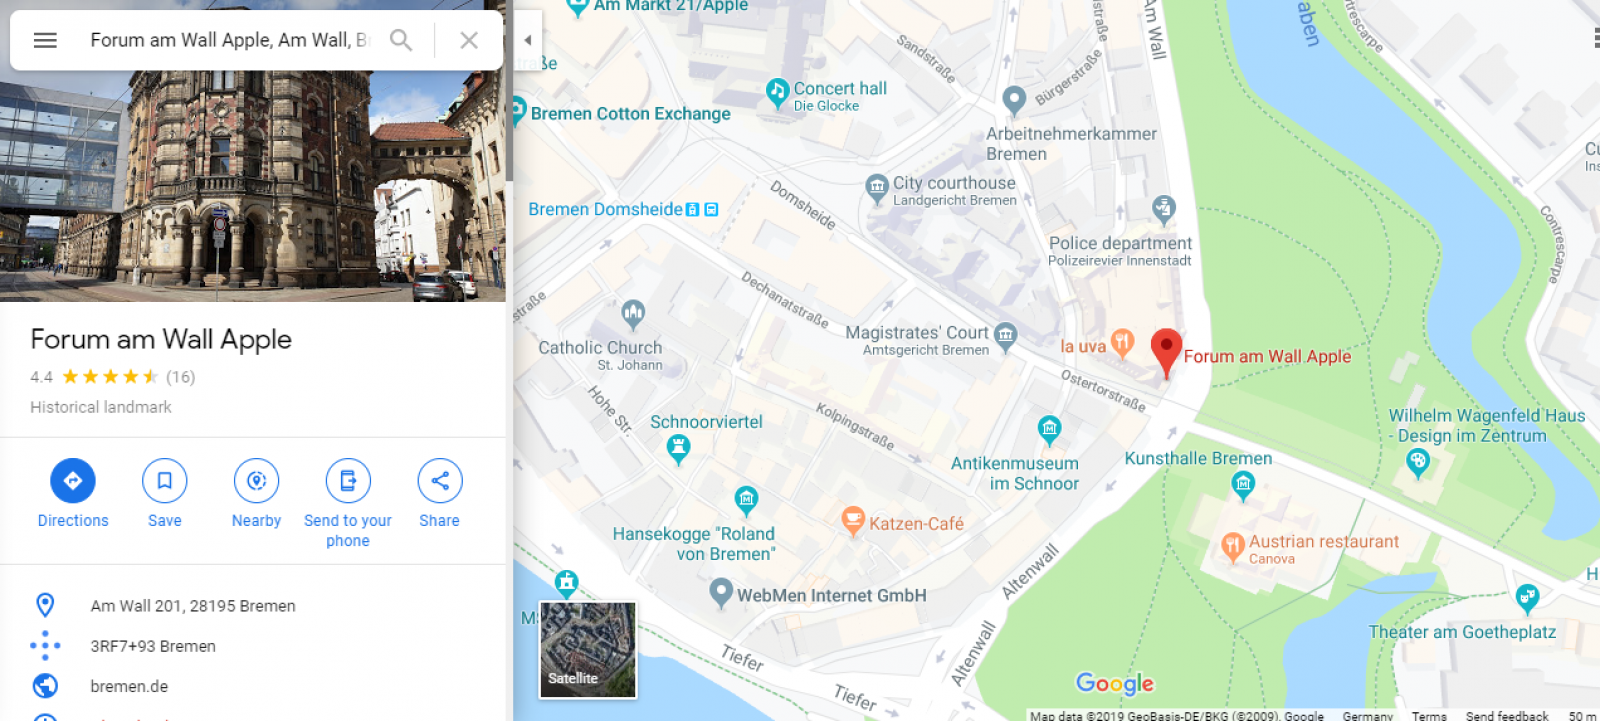 Forum am Wall Apple, Am Wall, B
Forum am Wall Apple
4.4 (16)
Historical landmark
Directions
Save
Nearby
Send to your
phone
Share
Am Wall 201, 28195 Bremen
3RF7+93 Bremen
bremen.de
Am Markt 21/Apple
Bremen Cotton Exchange
Concert hall
Die Glocke
Sandstraße
Bürgerstraße
Am Wall
Arbeitnehmerkammer
Bremen
City courthouse
Landgericht Bremen
Bremen Domsheide
Domsheide
Police department
Polizeirevier Innenstadt
Contrescarpe
Dechanatstraße
Catholic Church
St. Johann
Magistrates' Court
Amtsgericht Bremen
la uva
Forum am Wall Apple
Ostertorstraße
Hohe Str.
Kolpingstraße
Schnoorviertel
Antikenmuseum
im Schnoor
Kunsthalle Bremen
Wilhelm Wagenfeld Haus
- Design im Zentrum
Hansekogge "Roland
von Bremen"
Katzen-Café
Austrian restaurant
Canova
WebMen Internet GmbH
Altenwall
Altenwall
Theater am Goetheplatz
Tiefer
Tiefer
Satellite
Google
Map data ©2019 GeoBasis-DE/BKG (©2009), Google Germany Terms Send feedback 50 m